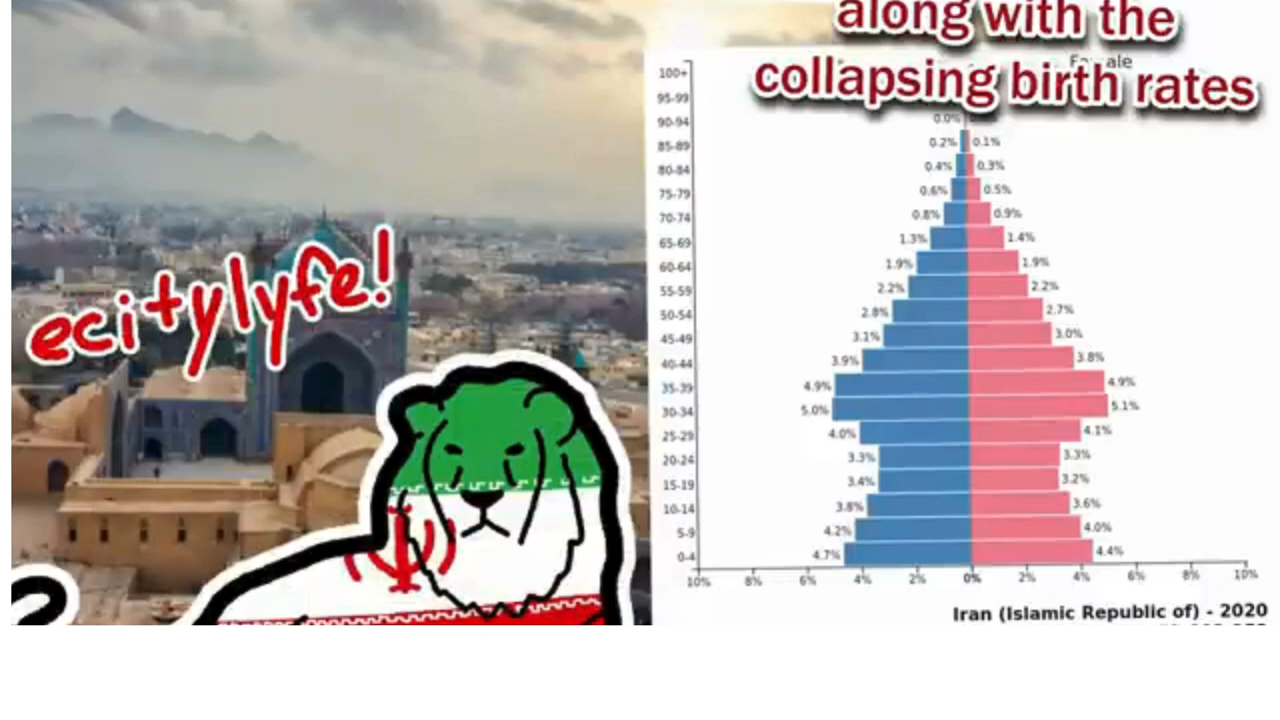 along with the
collapsing birth rates
ecitylyfe!
100+
95-99
90-94 0.0%
85-89 0.2% 0.1%
80-84 0.4% 0.3%
75-79 0.6% 0.5%
70-74 0.8% 0.9%
65-69 1.3% 1.4%
60-64 1.9% 1.9%
55-59 2.2% 2.2%
50-54 2.8% 2.7%
45-49 3.1% 3.0%
40-44 3.9% 3.8%
35-39 4.9% 4.9%
30-34 5.0% 5.1%
25-29 4.0% 4.1%
20-24 3.3% 3.3%
15-19 3.4% 3.2%
10-14 3.8% 3.6%
5-9 4.2% 4.0%
0-4 4.7% 4.4%
10% 8% 6% 4% 2% 0% 2% 4% 6% 8% 10%
Iran (Islamic Republic of) - 2020